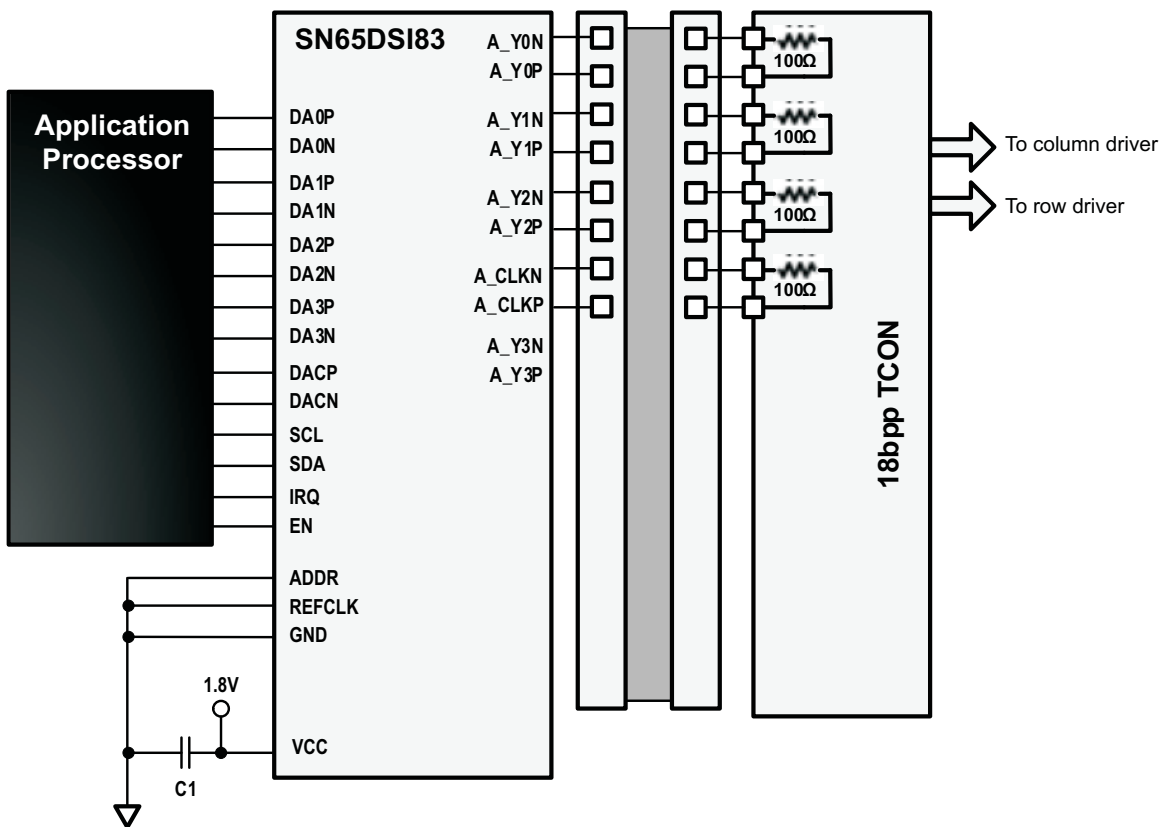 SN65DSI83
Application
Processor
DA0P
DA0N
DA1P
DA1N
DA2P
DA2N
DA3P
DA3N
DACP
DACN
SCL
SDA
IRQ
EN
ADDR
REFCLK
GND
1.8V
VCC
C1
A_Y0N
A_Y0P
A_Y1N
A_Y1P
A_Y2N
A_Y2P
A_CLKN
A_CLKP
A_Y3N
A_Y3P
100Ω
100Ω
100Ω
100Ω
18bpp TCON
To column driver
To row driver